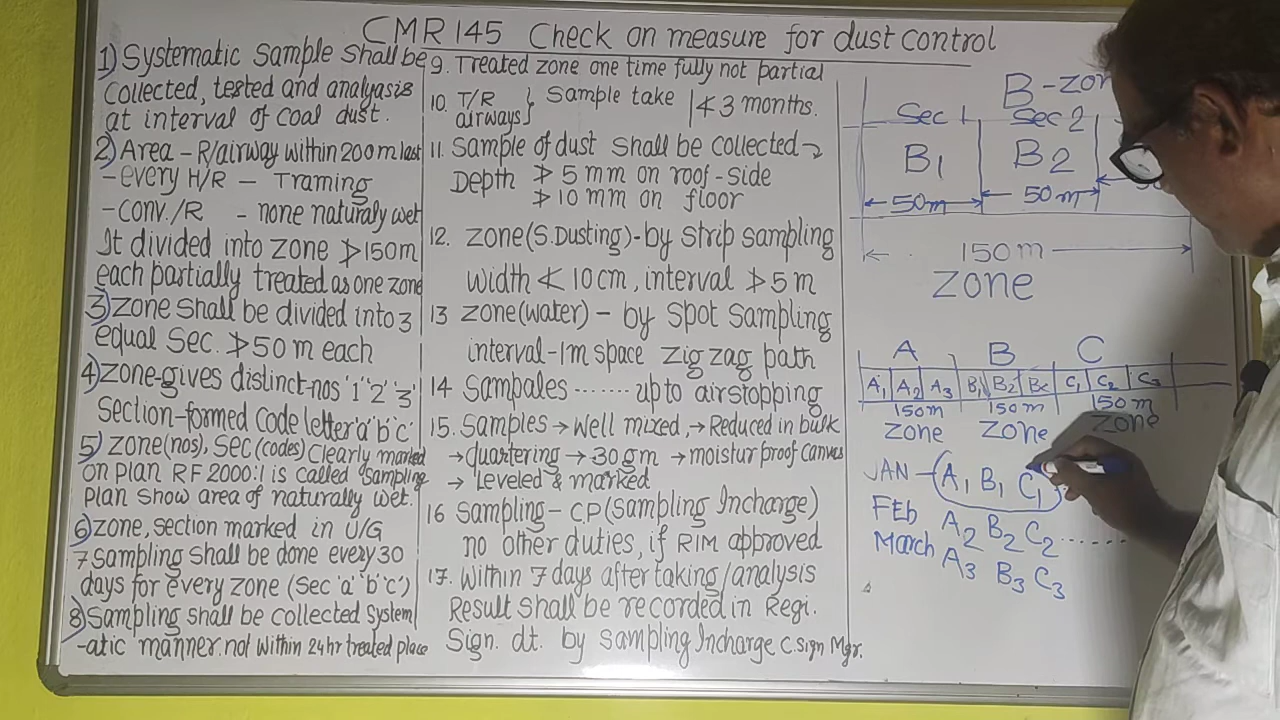 CMR 145 Check on measure for dust control
1) Systematic Sample shall be
Collected, tested and analyasis
at interval of coal dust.
2) Area - R/airway within 200 m last
- every H/R - Traming
- Conv./R - none naturaly wet
It divided into zone ≯ 150 m
each partially treated as one zone
3) Zone shall be divided into 3
equal Sec. ≯ 50 m each
4) Zone-gives distinct-nos '1' '2' '3'
Section-formed Code letter 'a' 'b' 'c'
5) Zone(nos), Sec(codes) Clearly marked
on plan RF 2000:1 is called 'Sampling
plan show area of naturally wet.
6) Zone, section marked in U/G
7 Sampling shall be done every 30
days for every zone (Sec 'a' 'b' 'c')
8) Sampling shall be collected System
-atic manner. not within 24 hr treated place
9. Treated zone one time fully not partial
10. T/R
airways } Sample take | ≮ 3 months.
11. Sample of dust shall be collected →
Depth ≯ 5 mm on roof-side
≯ 10 mm on floor
12. Zone (S.Dusting) - by Strip Sampling
width ≮ 10 cm, interval ≯ 5 m
13 Zone (water) - by Spot Sampling
interval - 1m space zig zag path
14 Sampales ........ up to airstopping
15. Samples → Well mixed, → Reduced in bulk
→ quartering → 30 gm → moistur proof canvas
→ Leveled & marked
16 Sampling - CP (Sampling Incharge)
no other duties, if RIM approved
17. Within 7 days after taking/analysis
Result shall be recorded in Regi.
Sign. dt. by Sampling Incharge C.Sign Mgr.
Sec 1 Sec 2
B1 B2
50m 50m
150 m
Zone
A B C
A1 A2 A3 B1 B2 Bc C1 C2 C3
150m 150m 150m
Zone Zone Zone
JAN - A1 B1 C1
FEb A2 B2 C2 ......
March A3 B3 C3